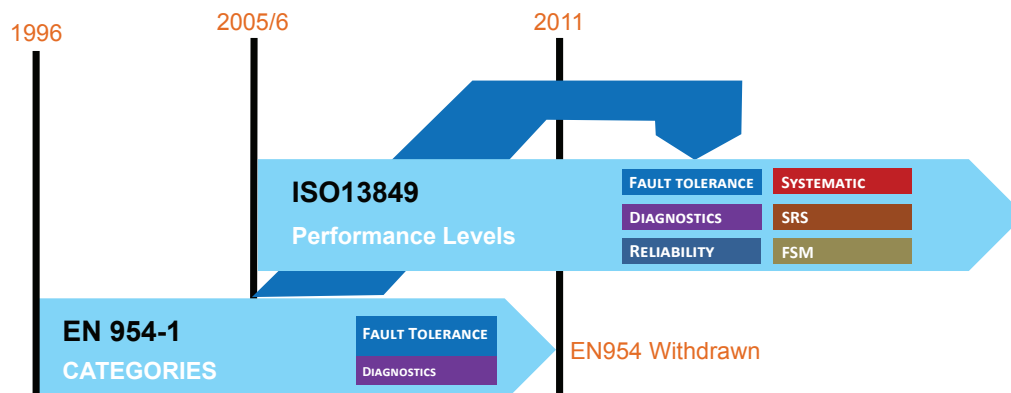 1996
2005/6
2011
ISO13849
Performance Levels
FAULT TOLERANCE
SYSTEMATIC
DIAGNOSTICS
SRS
RELIABILITY
FSM
EN 954-1
CATEGORIES
FAULT TOLERANCE
DIAGNOSTICS
EN954 Withdrawn